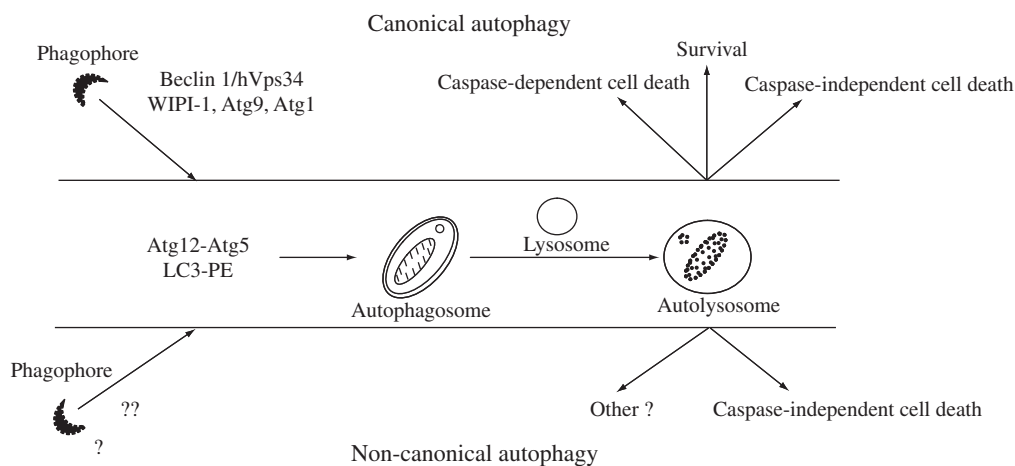 Canonical autophagy
Phagophore
Beclin 1/hVps34
WIPI-1, Atg9, Atg1
Survival
Caspase-dependent cell death
Caspase-independent cell death
Atg12-Atg5
LC3-PE
Autophagosome
Lysosome
Autolysosome
Phagophore
??
?
Other ?
Caspase-independent cell death
Non-canonical autophagy